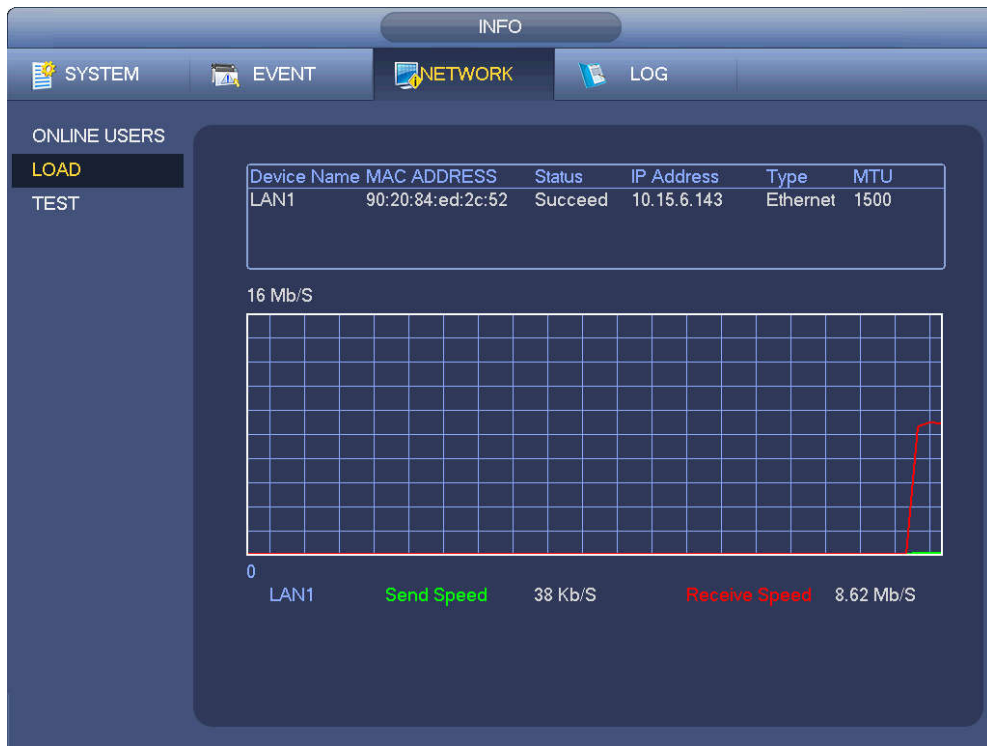 INFO
SYSTEM EVENT NETWORK LOG
ONLINE USERS
LOAD
TEST
Device Name MAC ADDRESS Status IP Address Type MTU
LAN1 90:20:84:ed:2c:52 Succeed 10.15.6.143 Ethernet 1500
16 Mb/S
0
LAN1 Send Speed 38 Kb/S Receive Speed 8.62 Mb/S